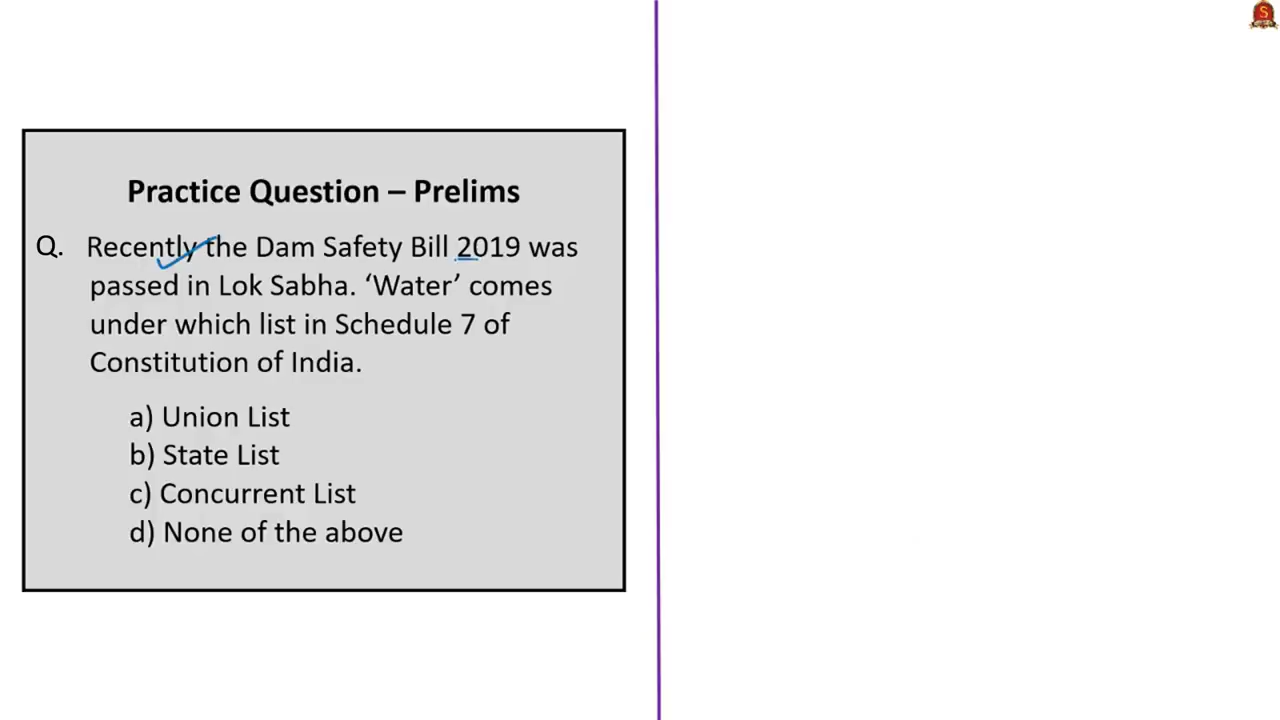 Practice Question – Prelims
Q. Recently the Dam Safety Bill 2019 was
passed in Lok Sabha. ‘Water’ comes
under which list in Schedule 7 of
Constitution of India.
a) Union List
b) State List
c) Concurrent List
d) None of the above
S